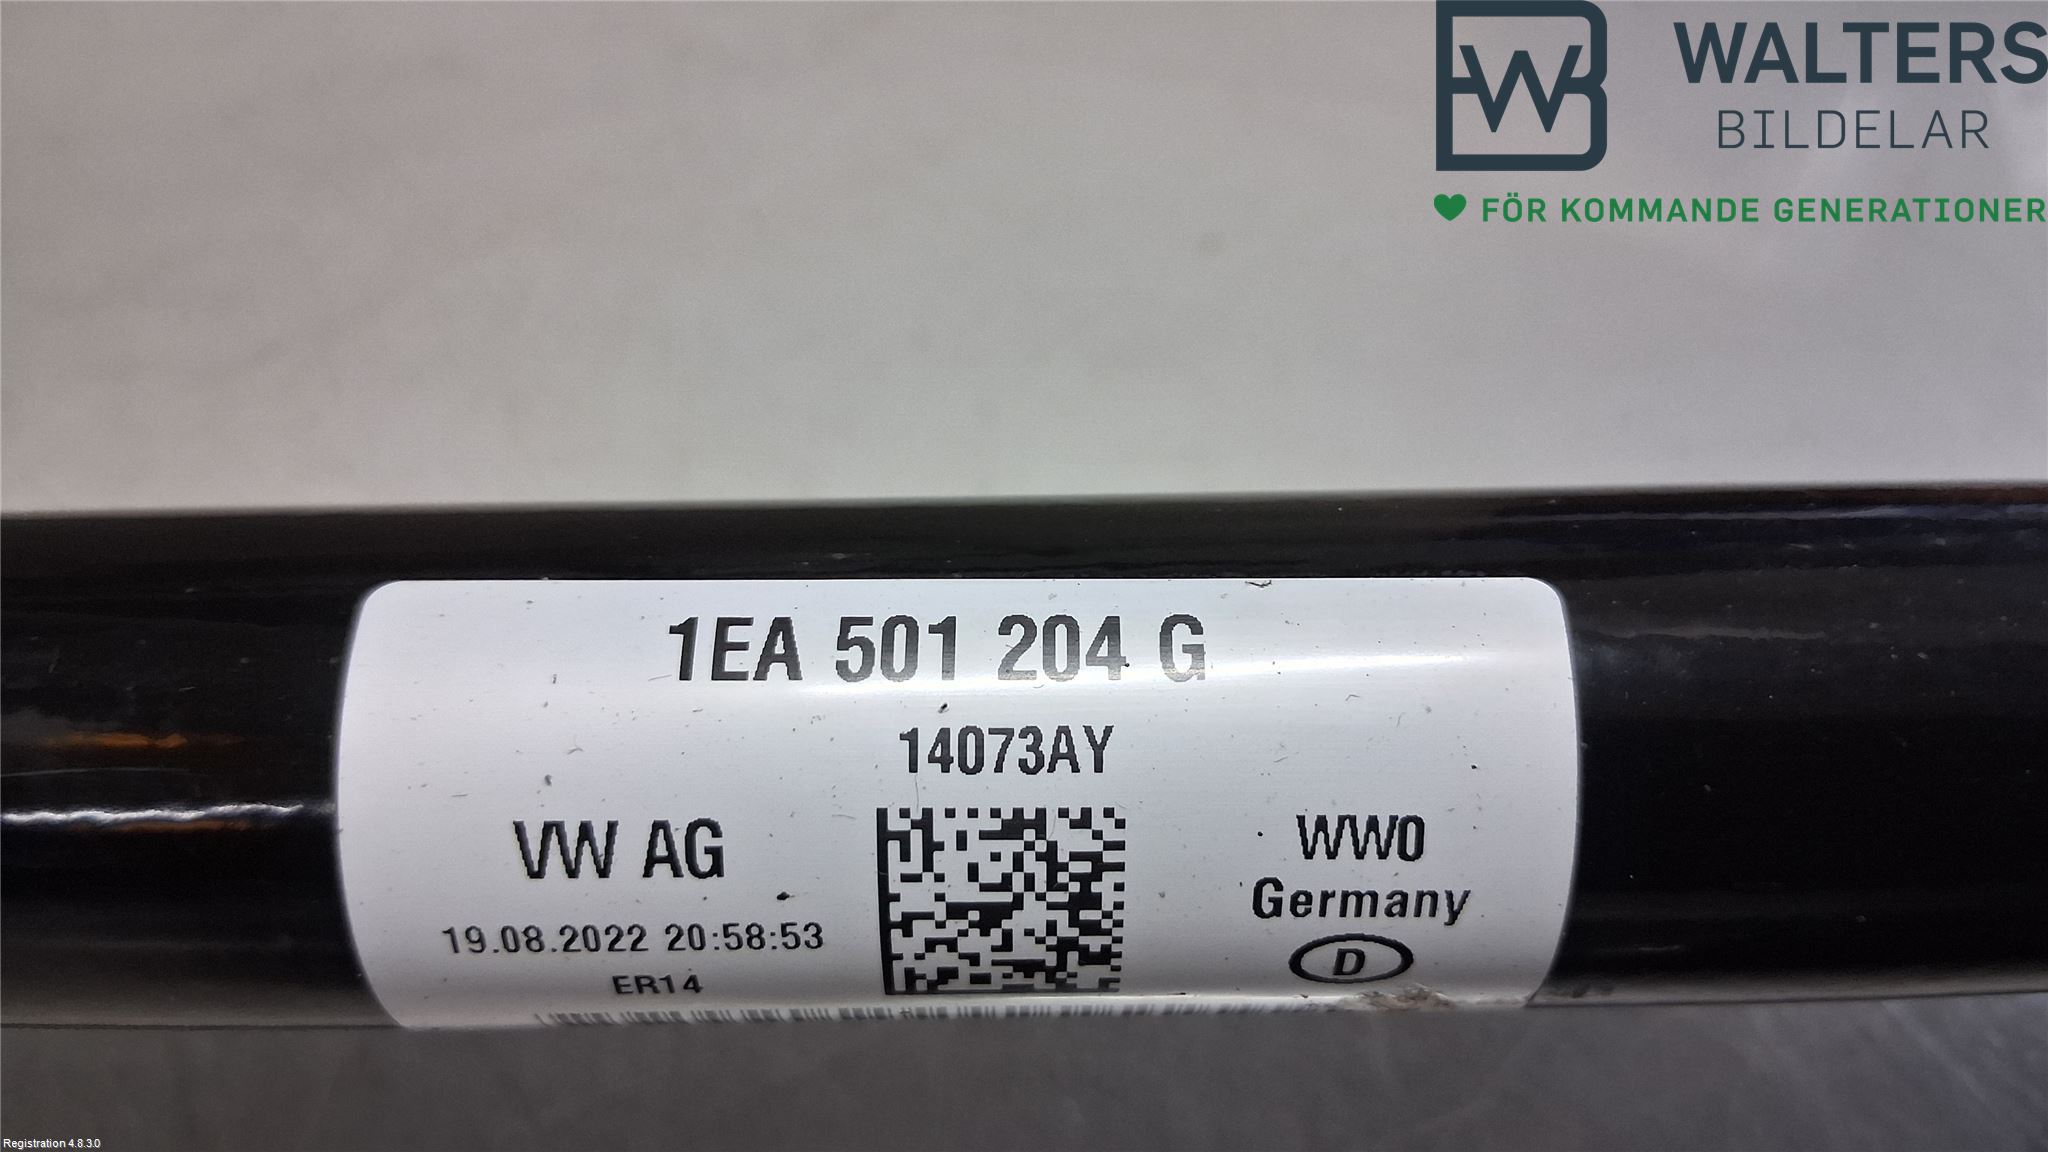 WALTERS
BILDELAR
FÖR KOMMANDE GENERATIONER
1EA 501 204 G
14073AY
VW AG
19.08.2022 20:58:53
ER14
WW0
Germany
D
Registration 4.8.3.0